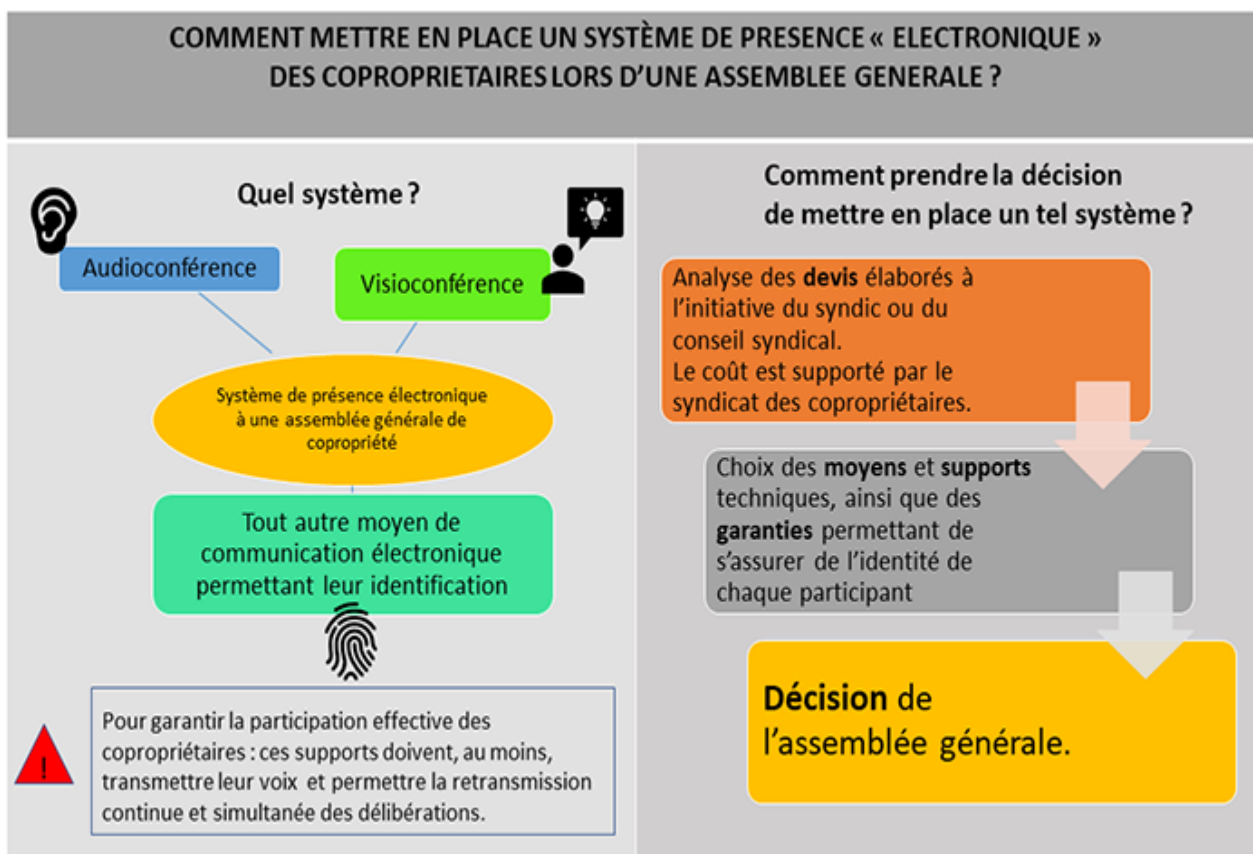 COMMENT METTRE EN PLACE UN SYSTÈME DE PRESENCE « ELECTRONIQUE »
DES COPROPRIETAIRES LORS D'UNE ASSEMBLEE GENERALE ?
Quel système ?
Audioconférence
Visioconférence
Système de présence électronique
à une assemblée générale de
copropriété
Tout autre moyen de
communication électronique
permettant leur identification
!
Pour garantir la participation effective des
copropriétaires : ces supports doivent, au moins,
transmettre leur voix et permettre la retransmission
continue et simultanée des délibérations.
Comment prendre la décision
de mettre en place un tel système ?
Analyse des devis élaborés à
l'initiative du syndic ou du
conseil syndical.
Le coût est supporté par le
syndicat des copropriétaires.
Choix des moyens et supports
techniques, ainsi que des
garanties permettant de
s'assurer de l'identité de
chaque participant
Décision de
l'assemblée générale.